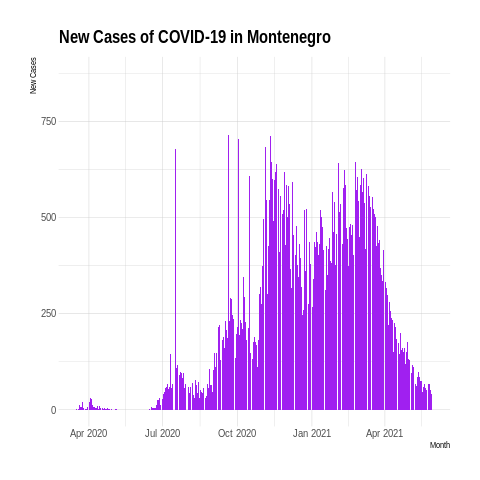 New Cases of COVID-19 in Montenegro
New Cases
750
500
250
0
Apr 2020 Jul 2020 Oct 2020 Jan 2021 Apr 2021
Month